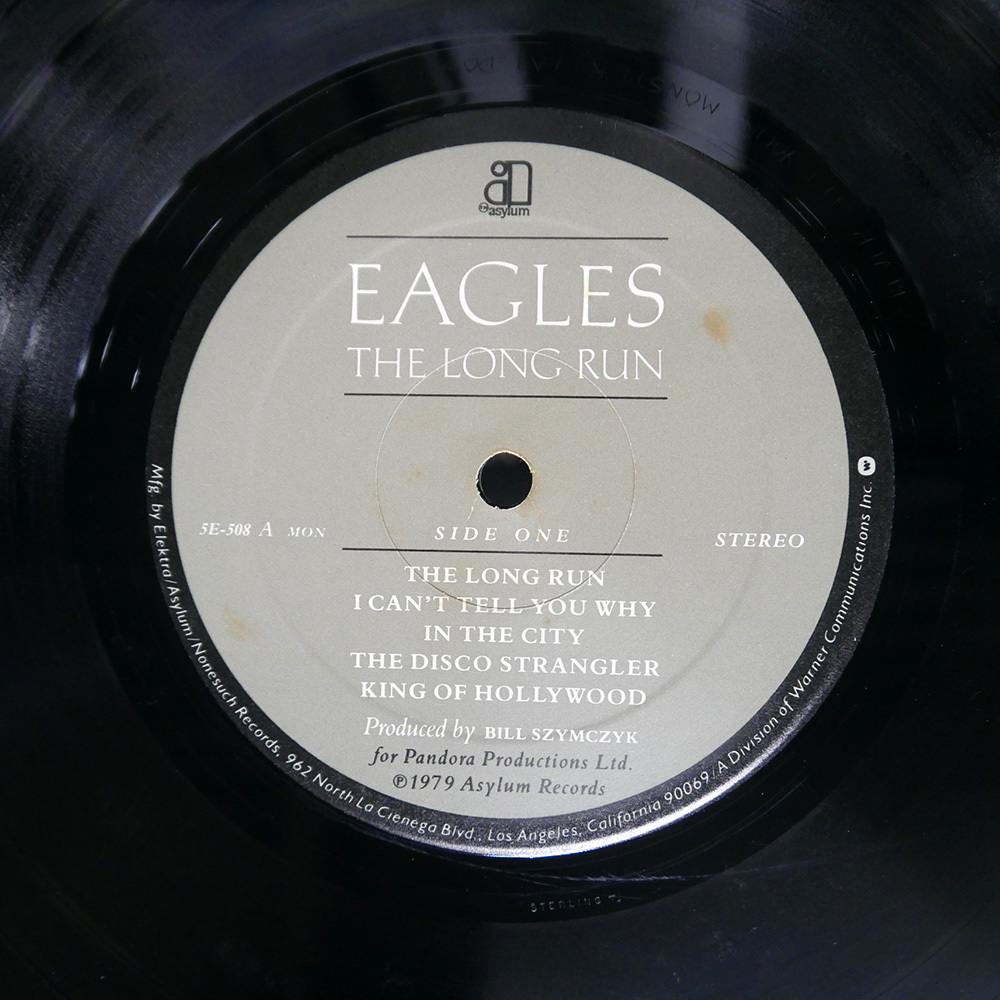 asylum
EAGLES
THE LONG RUN
5E-508 A MON
SIDE ONE
STEREO
THE LONG RUN
I CAN'T TELL YOU WHY
IN THE CITY
THE DISCO STRANGLER
KING OF HOLLYWOOD
Produced by BILL SZYMCZYK
for Pandora Productions Ltd.
℗1979 Asylum Records
Mfg. by Elektra/Asylum/Nonesuch Records, 962 North La Cienega Blvd., Los Angeles, California 90069/A Division of Warner Communications Inc.
STERLING